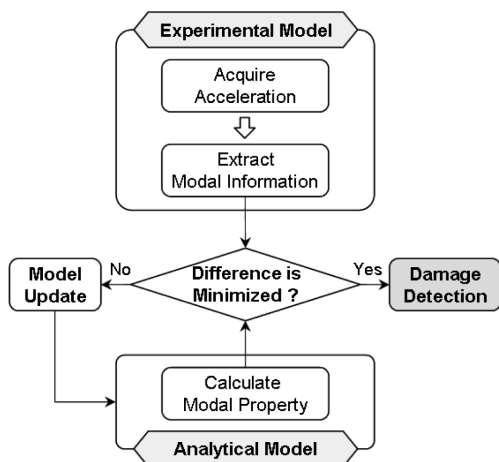 Experimental Model
Acquire
Acceleration
Extract
Modal Information
Difference is
Minimized ?
No
Yes
Model
Update
Damage
Detection
Calculate
Modal Property
Analytical Model